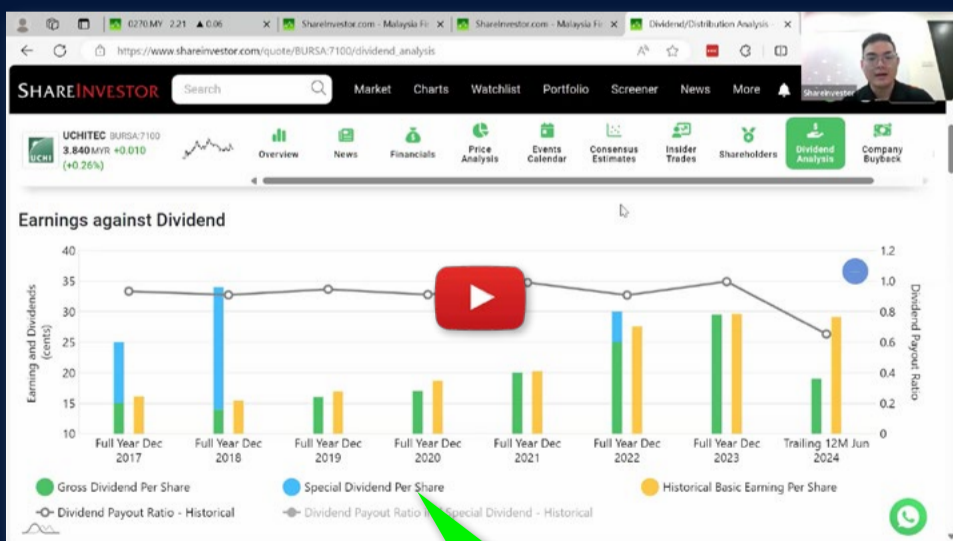 0270.MY 2.21 ▲0.06
ShareInvestor.com - Malaysia Fir
ShareInvestor.com - Malaysia Fir
Dividend/Distribution Analysis -
https://www.shareinvestor.com/quote/BURSA:7100/dividend_analysis
ShareInvestor
SHAREINVESTOR
Search
Market Charts Watchlist Portfolio Screener News More
UCHI
UCHITEC BURSA:7100
3.840 MYR +0.010
(+0.26%)
Overview
News
Financials
Price Analysis
Events Calendar
Consensus Estimates
Insider Trades
Shareholders
Dividend Analysis
Company Buyback
Earnings against Dividend
Earning and Dividends
(cents)
40
35
30
25
20
15
10
1.2
1.0
0.8
0.6
0.4
0.2
0
Dividend Payout Ratio
Full Year Dec 2017
Full Year Dec 2018
Full Year Dec 2019
Full Year Dec 2020
Full Year Dec 2021
Full Year Dec 2022
Full Year Dec 2023
Trailing 12M Jun 2024
Gross Dividend Per Share
Special Dividend Per Share
Historical Basic Earning Per Share
Dividend Payout Ratio - Historical
Dividend Payout Ratio incl Special Dividend - Historical